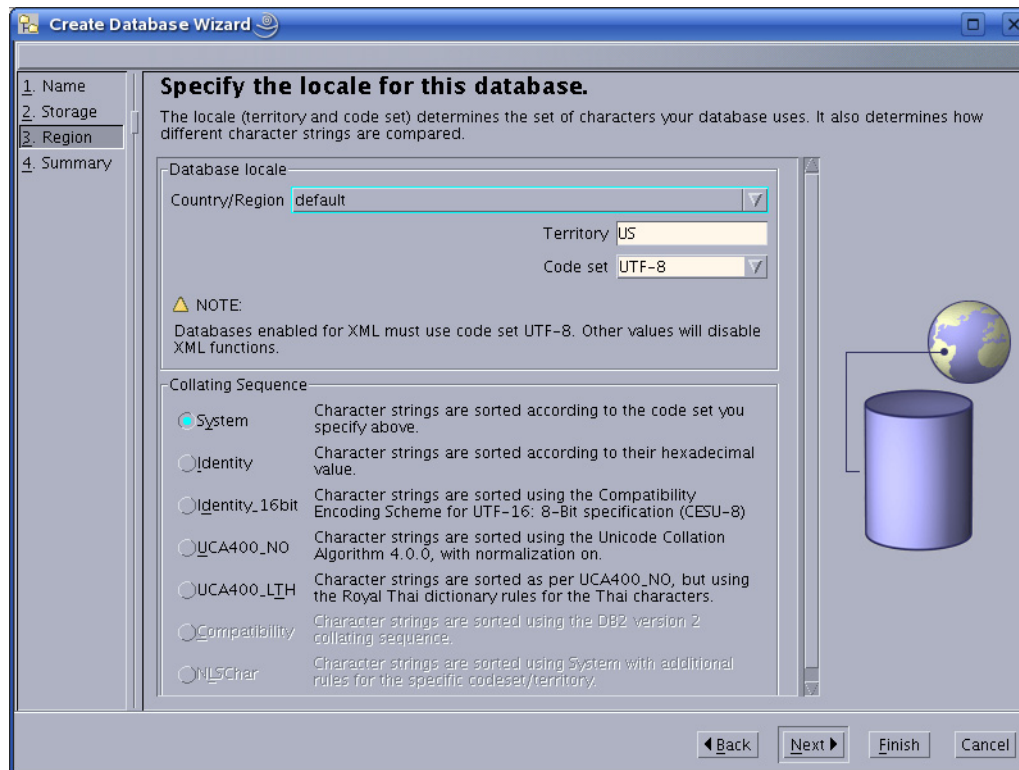 Create Database Wizard
1. Name
2. Storage
3. Region
4. Summary
Specify the locale for this database.
The locale (territory and code set) determines the set of characters your database uses. It also determines how
different character strings are compared.
Database locale
Country/Region default
Territory US
Code set UTF-8
NOTE:
Databases enabled for XML must use code set UTF-8. Other values will disable
XML functions.
Collating Sequence
System
Character strings are sorted according to the code set you
specify above.
Identity
Character strings are sorted according to their hexadecimal
value.
Identity_16bit
Character strings are sorted using the Compatibility
Encoding Scheme for UTF-16: 8-Bit specification (CESU-8)
UCA400_NO
Character strings are sorted using the Unicode Collation
Algorithm 4.0.0, with normalization on.
UCA400_LTH
Character strings are sorted as per UCA400_NO, but using
the Royal Thai dictionary rules for the Thai characters.
Compatibility
Character strings are sorted using the DB2 version 2
collating sequence.
NLSChar
Character strings are sorted using System with additional
rules for the specific codeset/territory.
Back
Next
Finish
Cancel